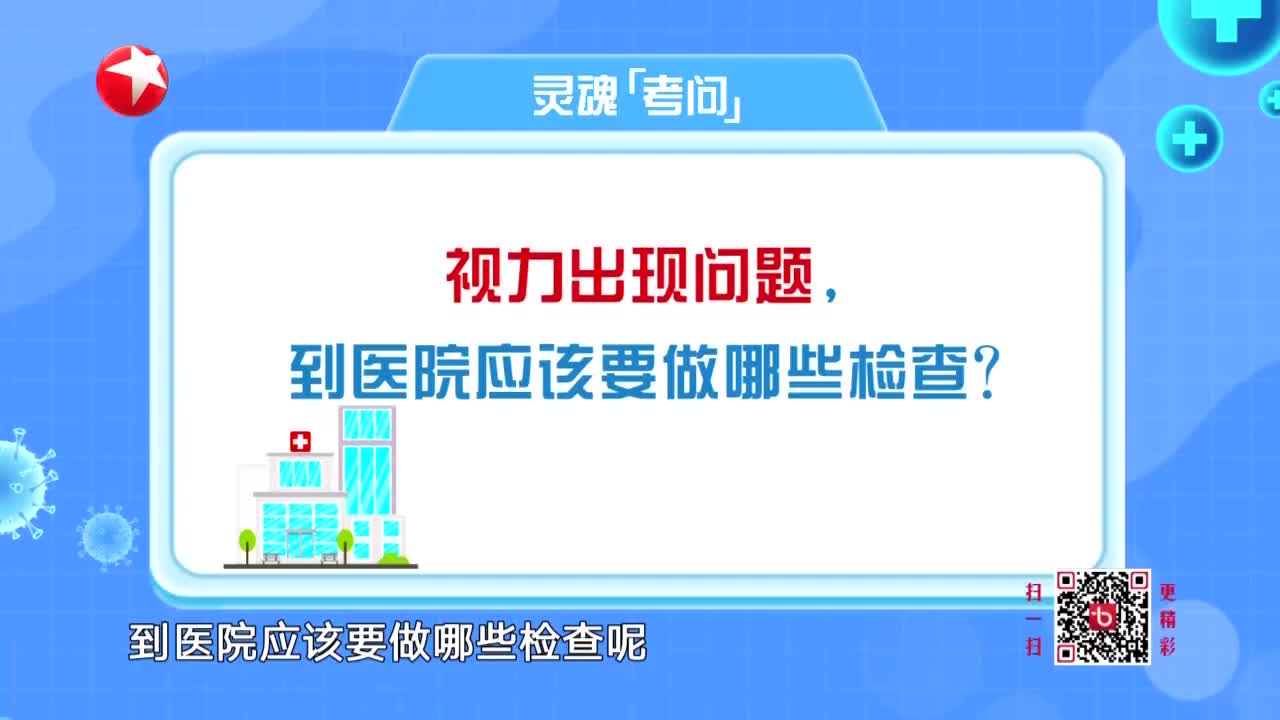 灵魂「考问」
视力出现问题，
到医院应该要做哪些检查？
到医院应该要做哪些检查呢
扫一扫
更精彩